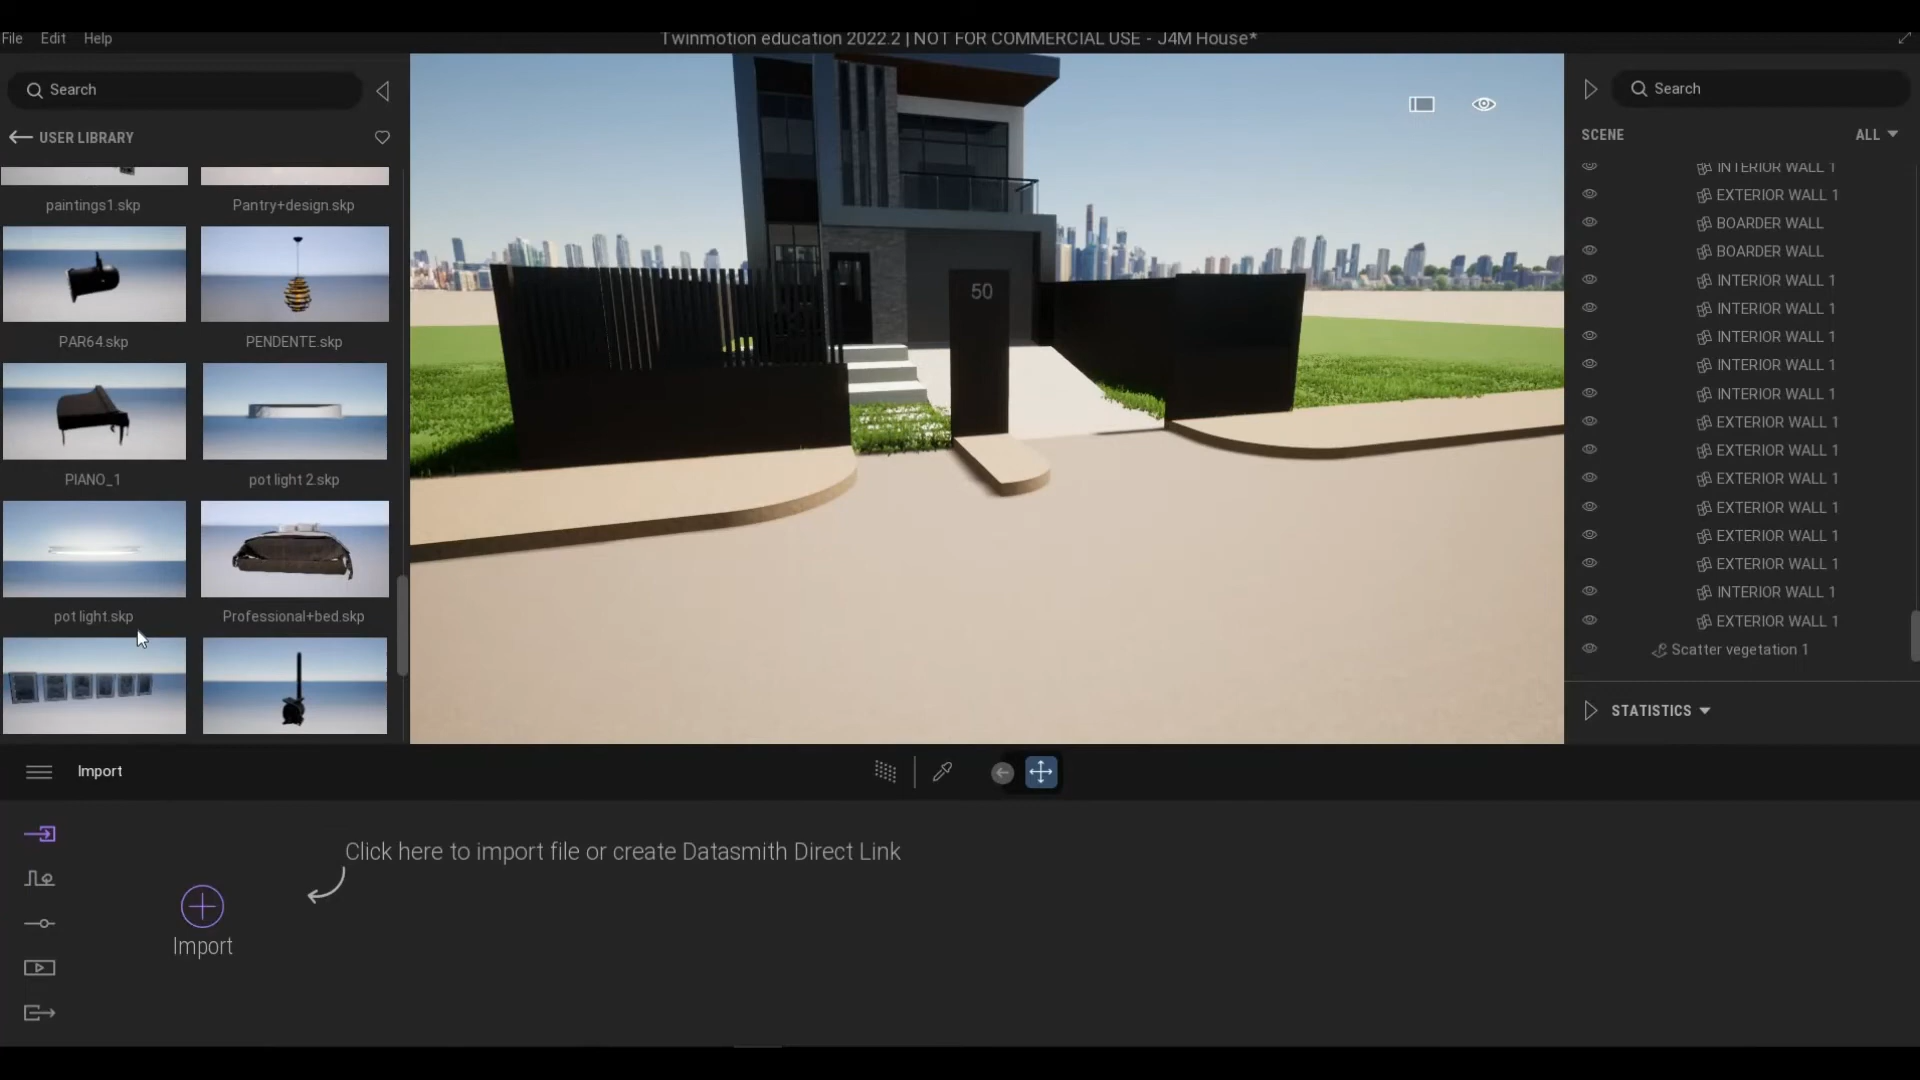 File Edit Help
Twinmotion education 2022.2 | NOT FOR COMMERCIAL USE - J4M House*
Search
USER LIBRARY
paintings1.skp
Pantry+design.skp
PAR64.skp
PENDENTE.skp
PIANO_1
pot light 2.skp
pot light.skp
Professional+bed.skp
50
Search
SCENE
ALL
INTERIOR WALL 1
EXTERIOR WALL 1
BOARDER WALL
BOARDER WALL
INTERIOR WALL 1
INTERIOR WALL 1
INTERIOR WALL 1
INTERIOR WALL 1
INTERIOR WALL 1
EXTERIOR WALL 1
EXTERIOR WALL 1
EXTERIOR WALL 1
EXTERIOR WALL 1
EXTERIOR WALL 1
EXTERIOR WALL 1
INTERIOR WALL 1
EXTERIOR WALL 1
Scatter vegetation 1
STATISTICS
Import
Click here to import file or create Datasmith Direct Link
Import